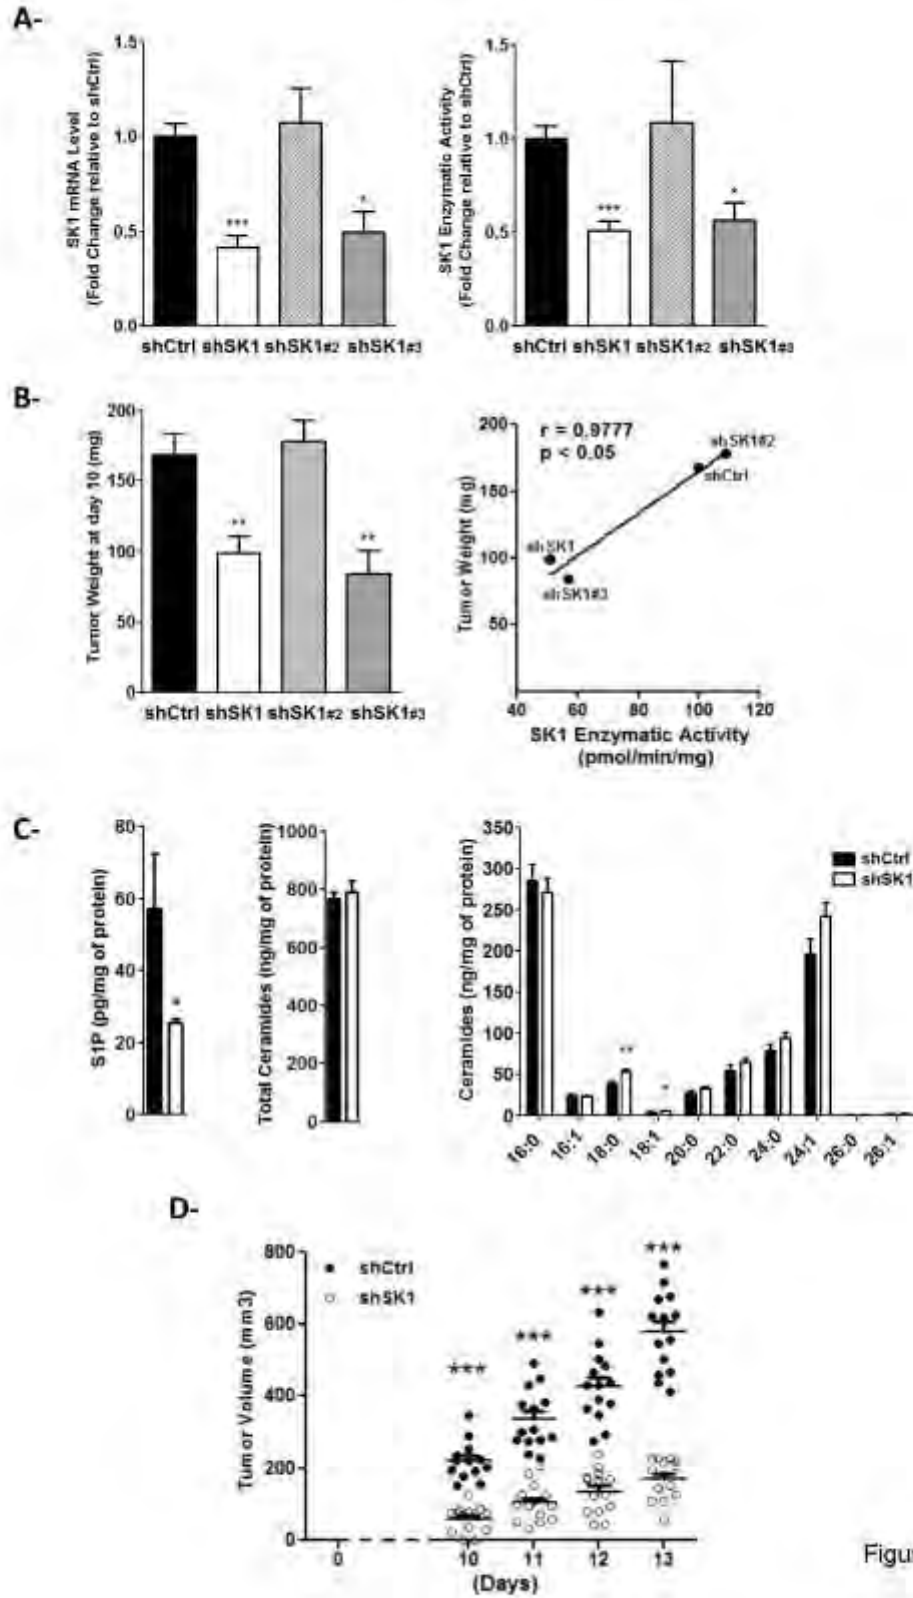 A-
SK1 mRNA Level
(Fold Change relative to shCtrl)
1.5
1.0
0.5
0.0
***
*
shCtrl shSK1 shSK1#2 shSK1#3
SK1 Enzymatic Activity
(Fold Change relative to shCtrl)
1.5
1.0
0.5
0.0
***
*
shCtrl shSK1 shSK1#2 shSK1#3
B-
Tumor Weight at day 10 (mg)
200
150
100
50
0
**
**
shCtrl shSK1 shSK1#2 shSK1#3
Tumor Weight (mg)
200
150
100
50
r = 0.9777
p < 0.05
shSK1#2
shCtrl
shSK1
shSK1#3
40 60 80 100 120
SK1 Enzymatic Activity
(pmol/min/mg)
C-
S1P (pg/mg of protein)
80
60
40
20
0
*
Total Ceramides (ng/mg of protein)
1000
800
600
400
200
0
Ceramides (ng/mg of protein)
350
300
250
200
150
100
50
0
shCtrl
shSK1
**
*
16:0 16:1 18:0 18:1 20:0 22:0 24:0 24:1 26:0 26:1
D-
Tumor Volume (mm3)
800
600
400
200
0
shCtrl
shSK1
***
***
***
***
0 10 11 12 13
(Days)
Figu